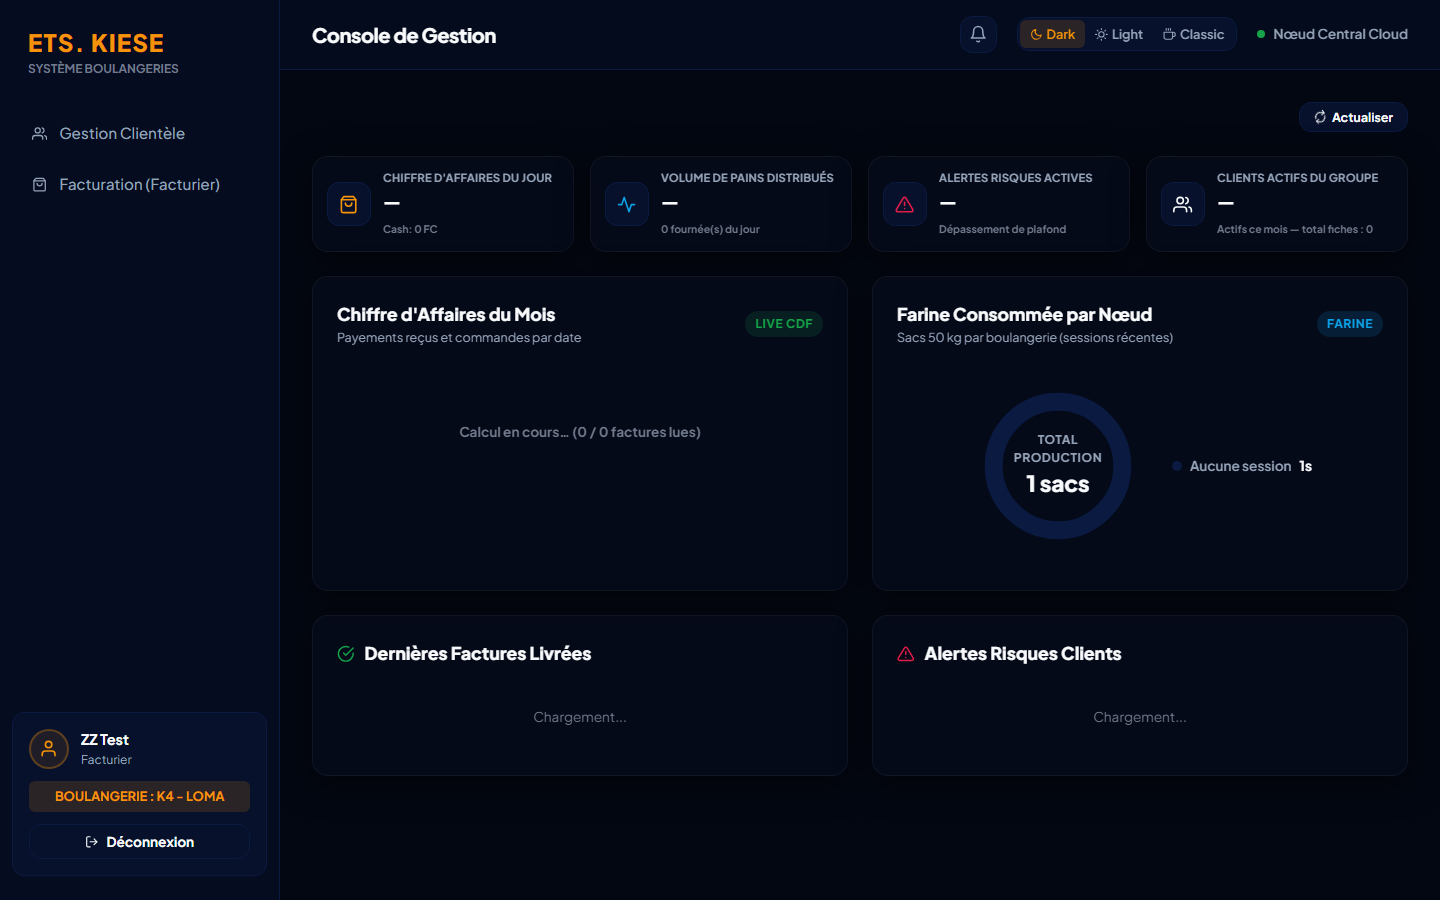 ETS. KIESE
SYSTÈME BOULANGERIES
Gestion Clientèle
Facturation (Facturier)
ZZ Test
Facturier
BOULANGERIE : K4 - LOMA
Déconnexion
Console de Gestion
Dark
Light
Classic
Nœud Central Cloud
Actualiser
CHIFFRE D'AFFAIRES DU JOUR
—
Cash: 0 FC
VOLUME DE PAINS DISTRIBUÉS
—
0 fournée(s) du jour
ALERTES RISQUES ACTIVES
—
Dépassement de plafond
CLIENTS ACTIFS DU GROUPE
—
Actifs ce mois — total fiches : 0
Chiffre d'Affaires du Mois
Payements reçus et commandes par date
LIVE CDF
Calcul en cours... (0 / 0 factures lues)
Farine Consommée par Nœud
Sacs 50 kg par boulangerie (sessions récentes)
FARINE
TOTAL
PRODUCTION
1 sacs
Aucune session 1s
Dernières Factures Livrées
Chargement...
Alertes Risques Clients
Chargement...